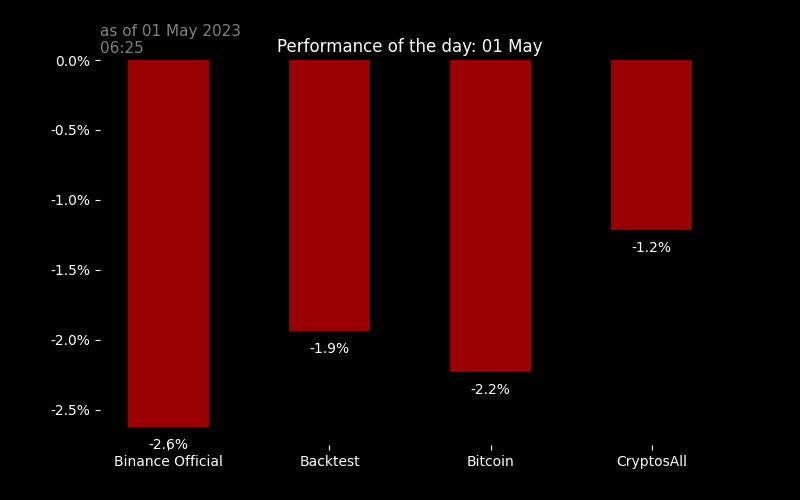 as of 01 May 2023
06:25
Performance of the day: 01 May
0.0%
-0.5%
-1.0%
-1.5%
-2.0%
-2.5%
-2.6%
-1.9%
-2.2%
-1.2%
Binance Official
Backtest
Bitcoin
CryptosAll